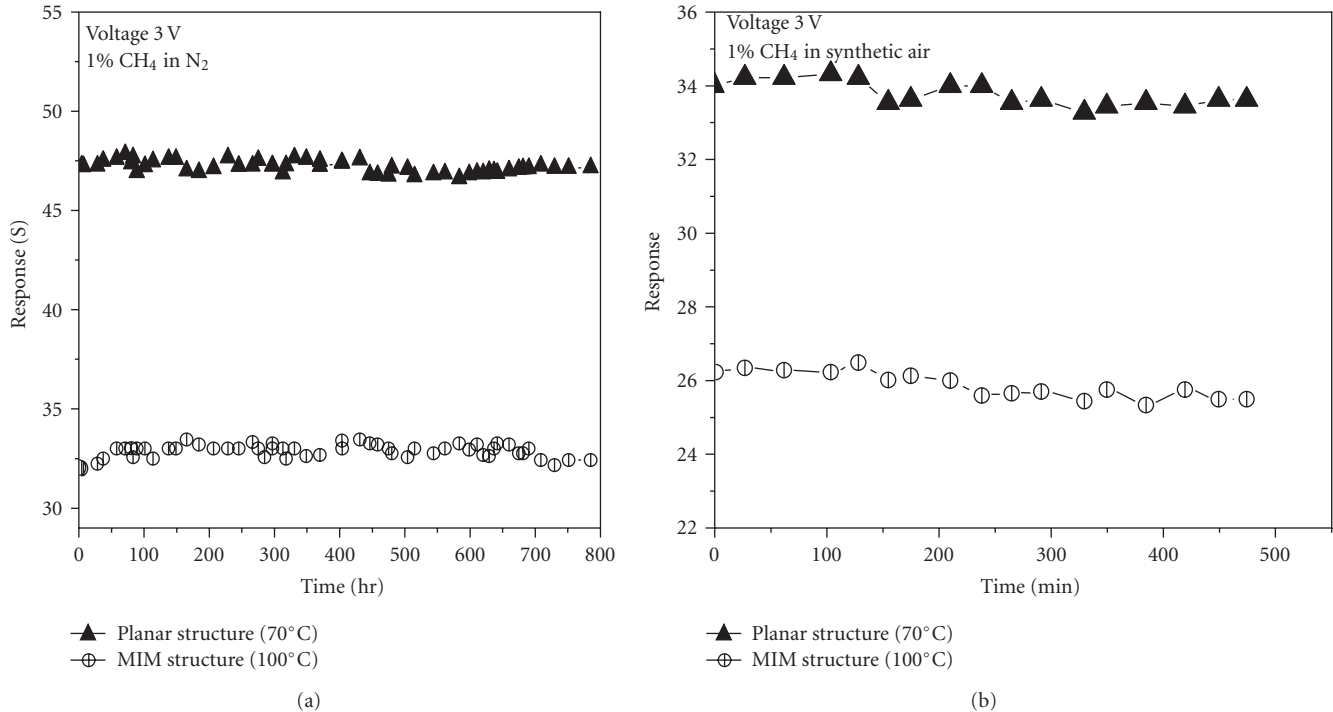 55
50
45
40
35
30
Response (S)
Voltage 3 V
1% CH₄ in N₂
0 100 200 300 400 500 600 700 800
Time (hr)
Planar structure (70°C)
MIM structure (100°C)
(a)
36
34
32
30
28
26
24
22
Response
Voltage 3 V
1% CH₄ in synthetic air
0 100 200 300 400 500
Time (min)
Planar structure (70°C)
MIM structure (100°C)
(b)